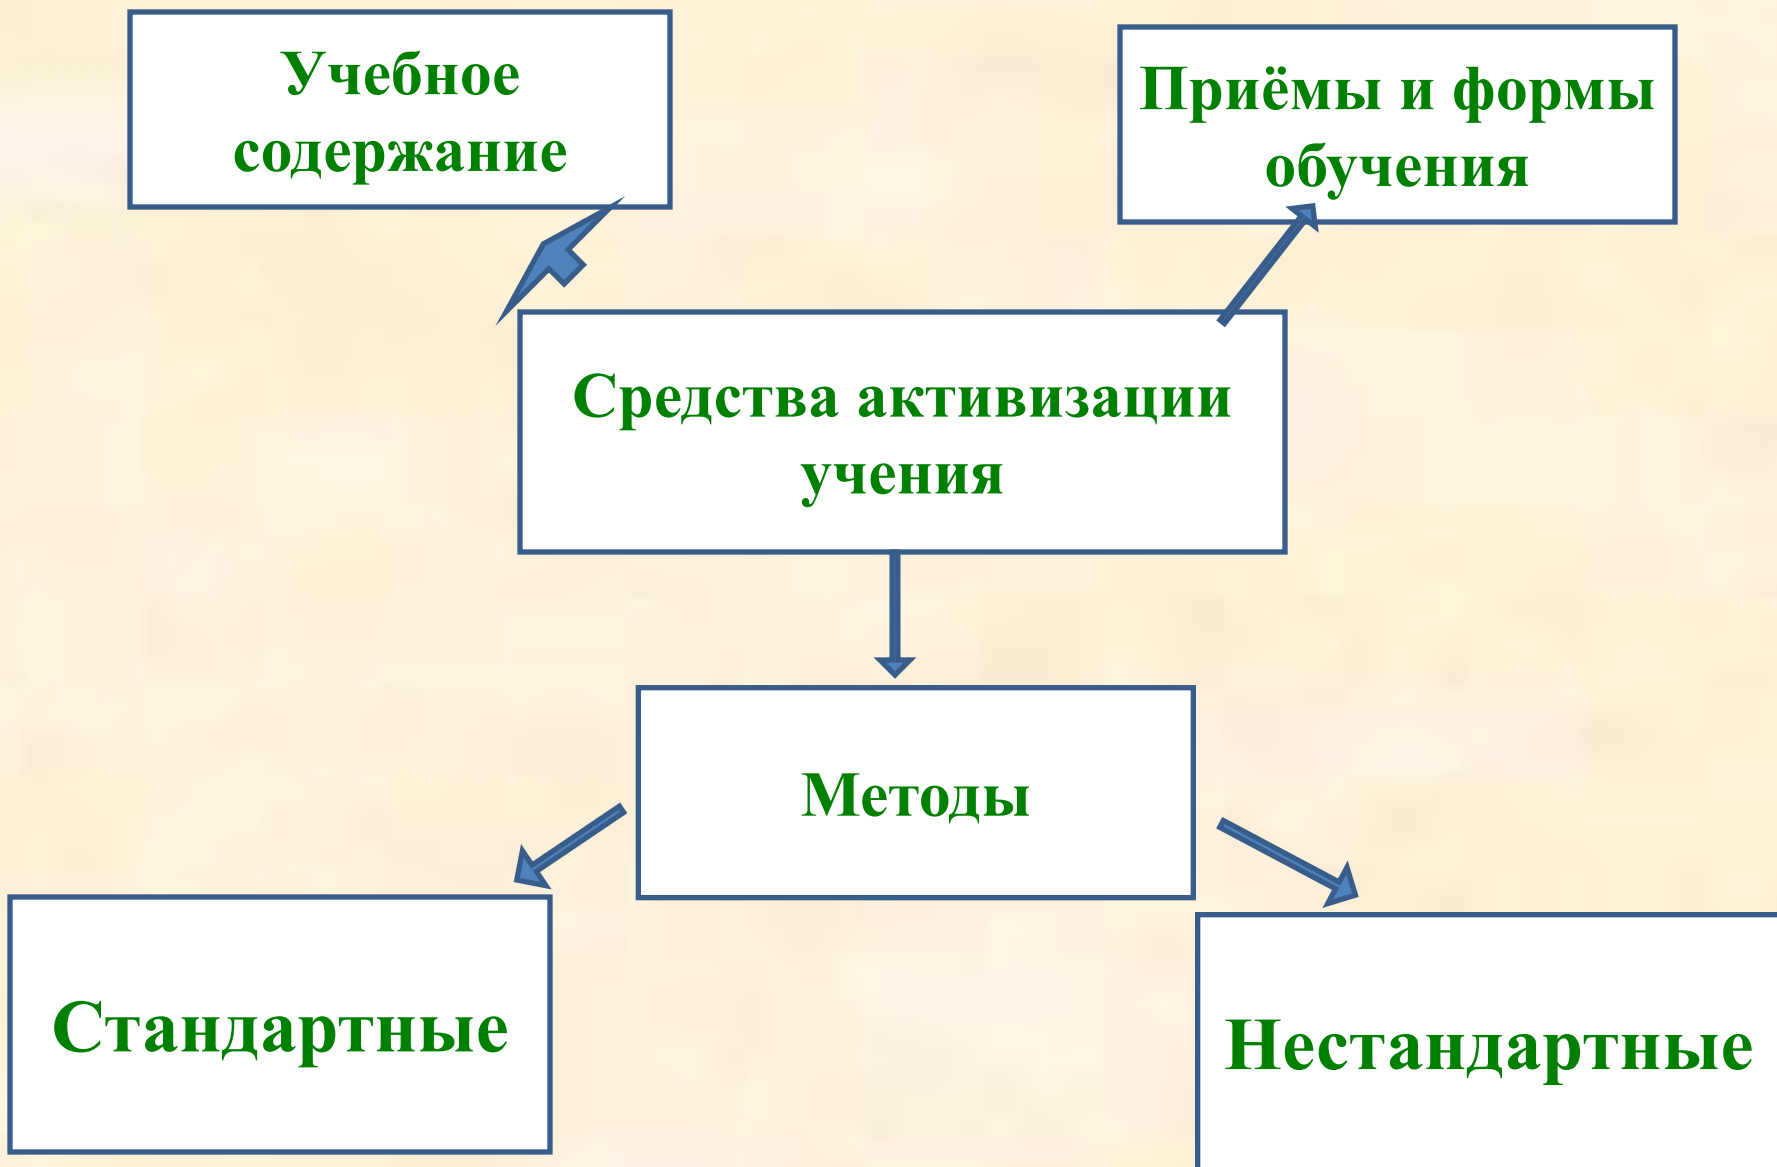 Учебное
содержание
Приёмы и формы
обучения
Средства активизации
учения
Методы
Стандартные
Нестандартные